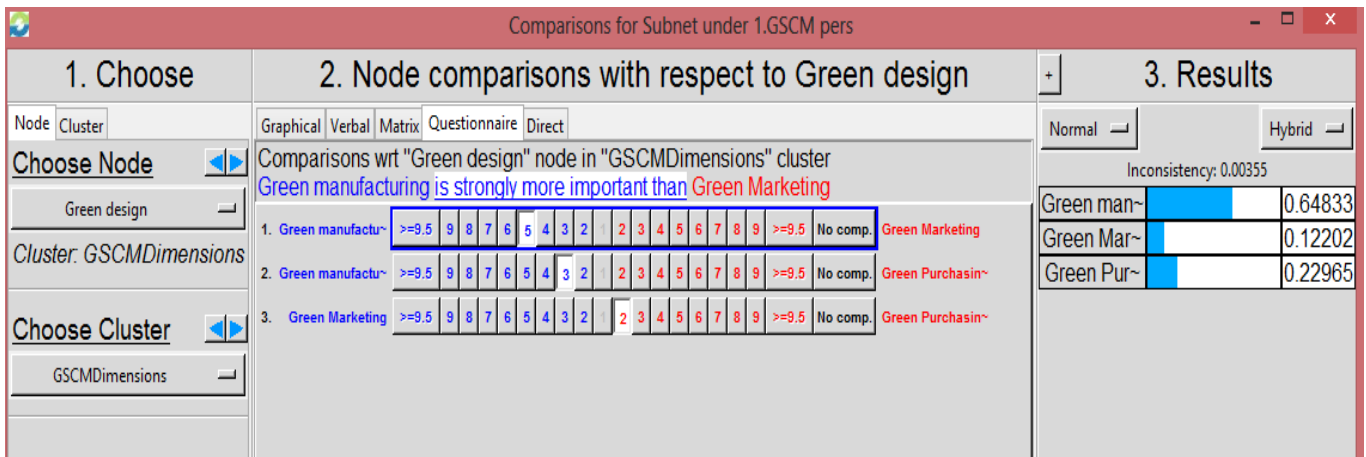 Comparisons for Subnet under 1.GSCM pers
1. Choose
Node Cluster
Choose Node
Green design
Cluster: GSCMDimensions
Choose Cluster
GSCMDimensions
2. Node comparisons with respect to Green design
Graphical Verbal Matrix Questionnaire Direct
Comparisons wrt "Green design" node in "GSCMDimensions" cluster
Green manufacturing is strongly more important than Green Marketing
1. Green manufactu~ >=9.5 9 8 7 6 5 4 3 2 1 2 3 4 5 6 7 8 9 >=9.5 No comp. Green Marketing
2. Green manufactu~ >=9.5 9 8 7 6 5 4 3 2 1 2 3 4 5 6 7 8 9 >=9.5 No comp. Green Purchasin~
3. Green Marketing >=9.5 9 8 7 6 5 4 3 2 1 2 3 4 5 6 7 8 9 >=9.5 No comp. Green Purchasin~
+ 3. Results
Normal Hybrid
Inconsistency: 0.00355
Green man~ 0.64833
Green Mar~ 0.12202
Green Pur~ 0.22965